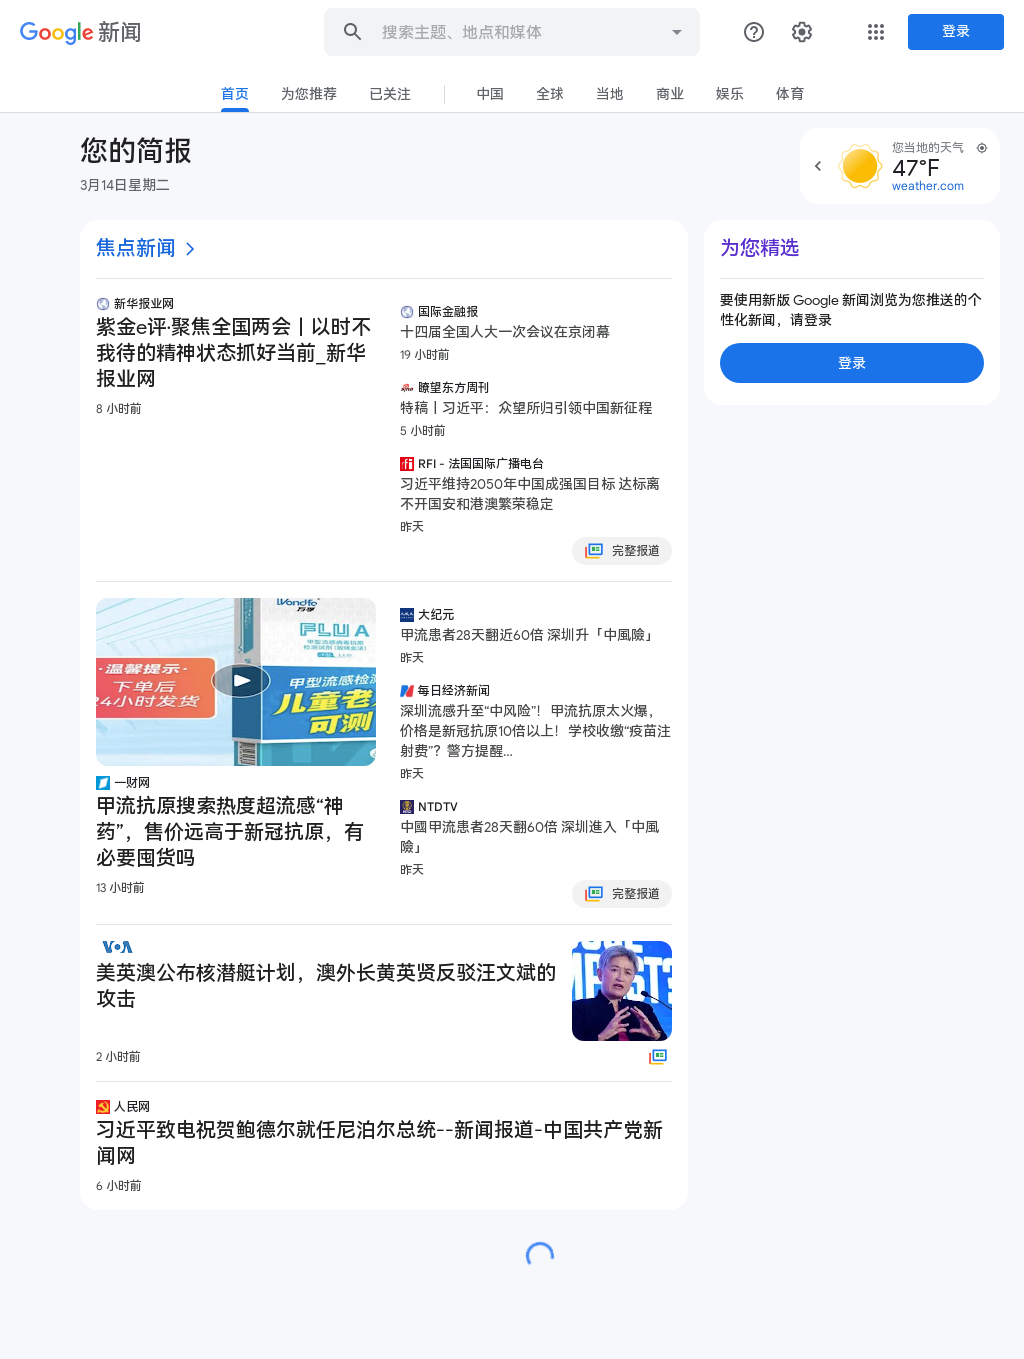 Google 新闻
搜索主题、地点和媒体
登录
首页
为您推荐
已关注
中国
全球
当地
商业
娱乐
体育
您的简报
3月14日星期二
您当地的天气
47°F
weather.com
焦点新闻
新华报业网
紫金e评·聚焦全国两会丨以时不
我待的精神状态抓好当前_新华
报业网
8 小时前
国际金融报
十四届全国人大一次会议在京闭幕
19 小时前
瞭望东方周刊
特稿丨习近平：众望所归引领中国新征程
5 小时前
RFI - 法国国际广播电台
习近平维持2050年中国成强国目标 达标离
不开国安和港澳繁荣稳定
昨天
完整报道
Wondfo
万孚
FLU A
·温馨提示·
下单后
24小时发货
甲型流感检测
儿童老人
可测
一财网
甲流抗原搜索热度超流感“神
药”，售价远高于新冠抗原，有
必要囤货吗
13 小时前
大纪元
甲流患者28天翻近60倍 深圳升「中風險」
昨天
每日经济新闻
深圳流感升至“中风险”！甲流抗原太火爆，
价格是新冠抗原10倍以上！学校收缴“疫苗注
射费”？警方提醒...
昨天
NTDTV
中國甲流患者28天翻60倍 深圳進入「中風
險」
昨天
完整报道
VOA
美英澳公布核潜艇计划，澳外长黄英贤反驳汪文斌的
攻击
2 小时前
人民网
习近平致电祝贺鲍德尔就任尼泊尔总统--新闻报道-中国共产党新
闻网
6 小时前
为您精选
要使用新版 Google 新闻浏览为您推送的个
性化新闻，请登录
登录